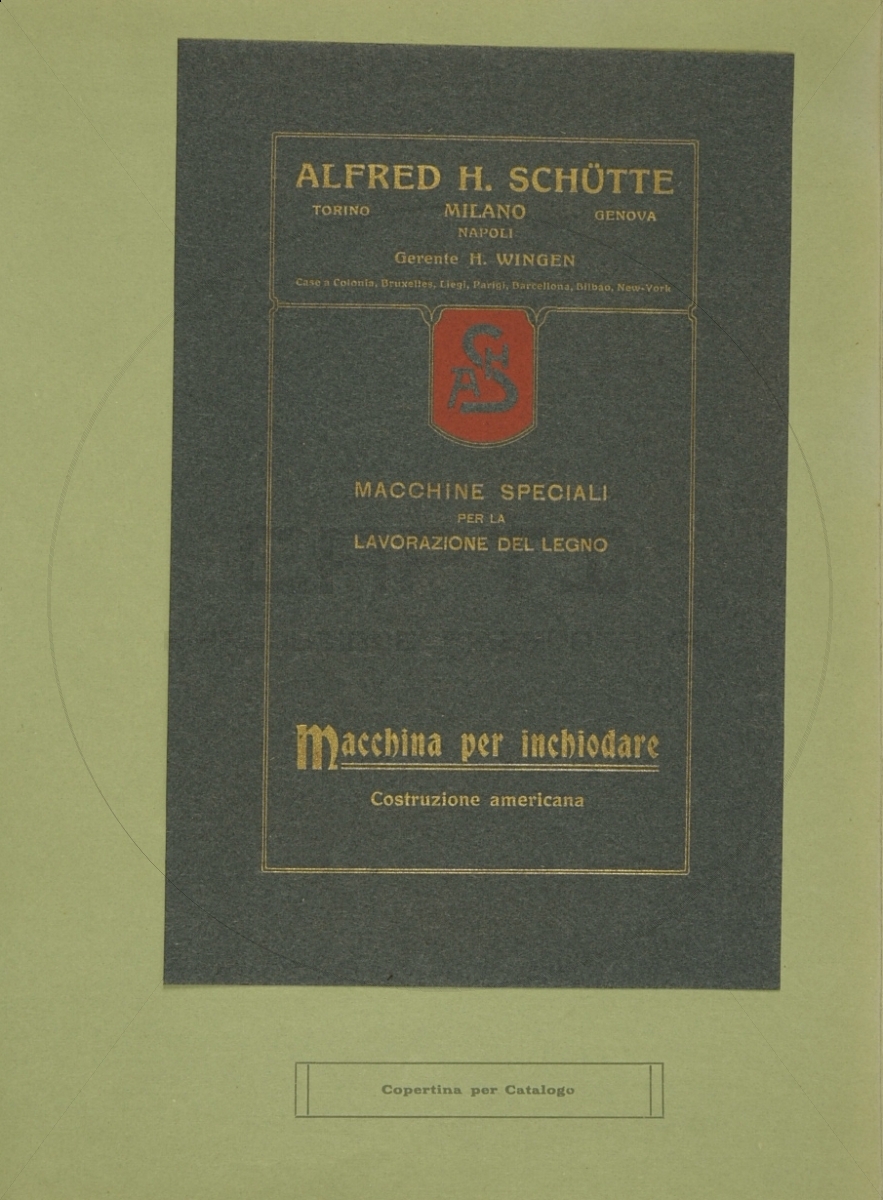 ALFRED H. SCHÜTTE
TORINO MILANO GENOVA
NAPOLI
Gerente H. WINGEN
Case a Colonia, Bruxelles, Liegi, Parigi, Barcellona, Bilbao, New-York
AHS
MACCHINE SPECIALI
PER LA
LAVORAZIONE DEL LEGNO
Macchina per inchiodare
Costruzione americana
Copertina per Catalogo